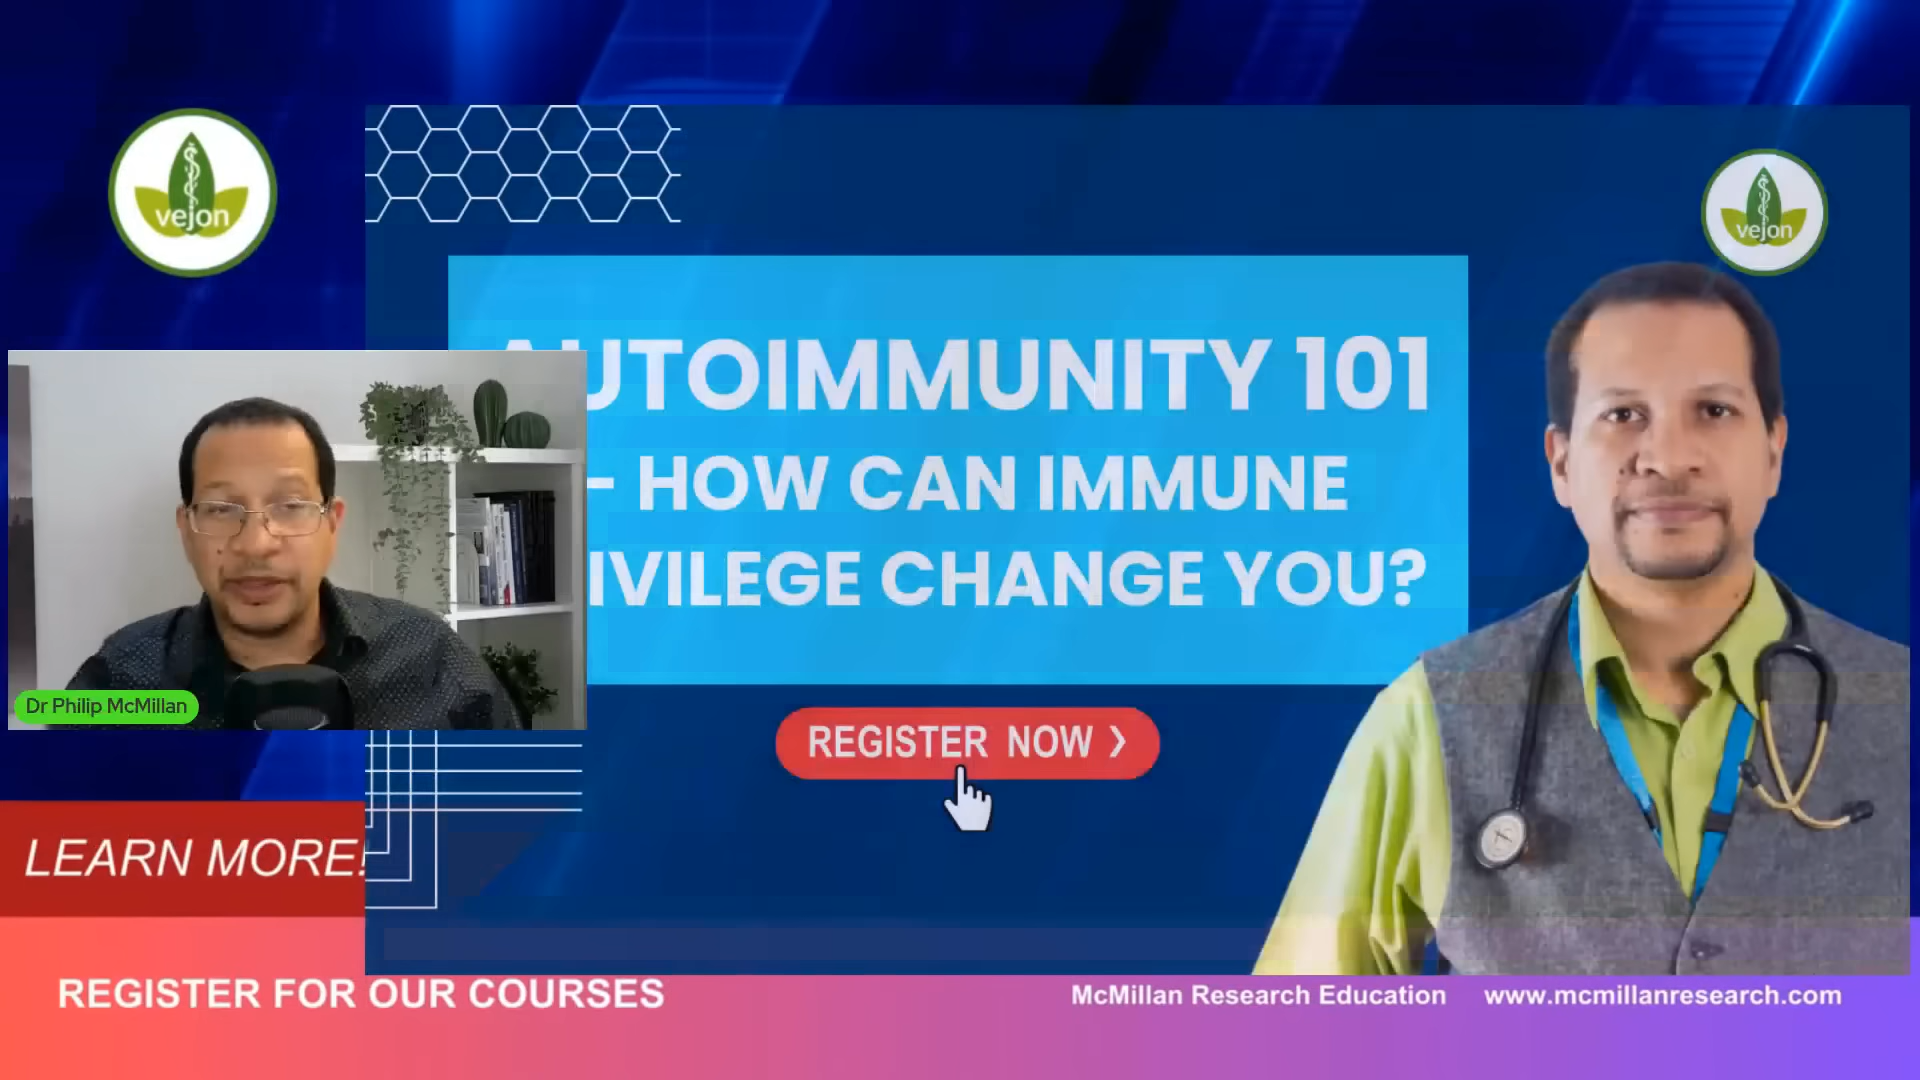 vejon
vejon
UTOIMMUNITY 101
- HOW CAN IMMUNE
IVILEGE CHANGE YOU?
Dr Philip McMillan
REGISTER NOW ❯
LEARN MORE!
REGISTER FOR OUR COURSES
McMillan Research Education www.mcmillanresearch.com